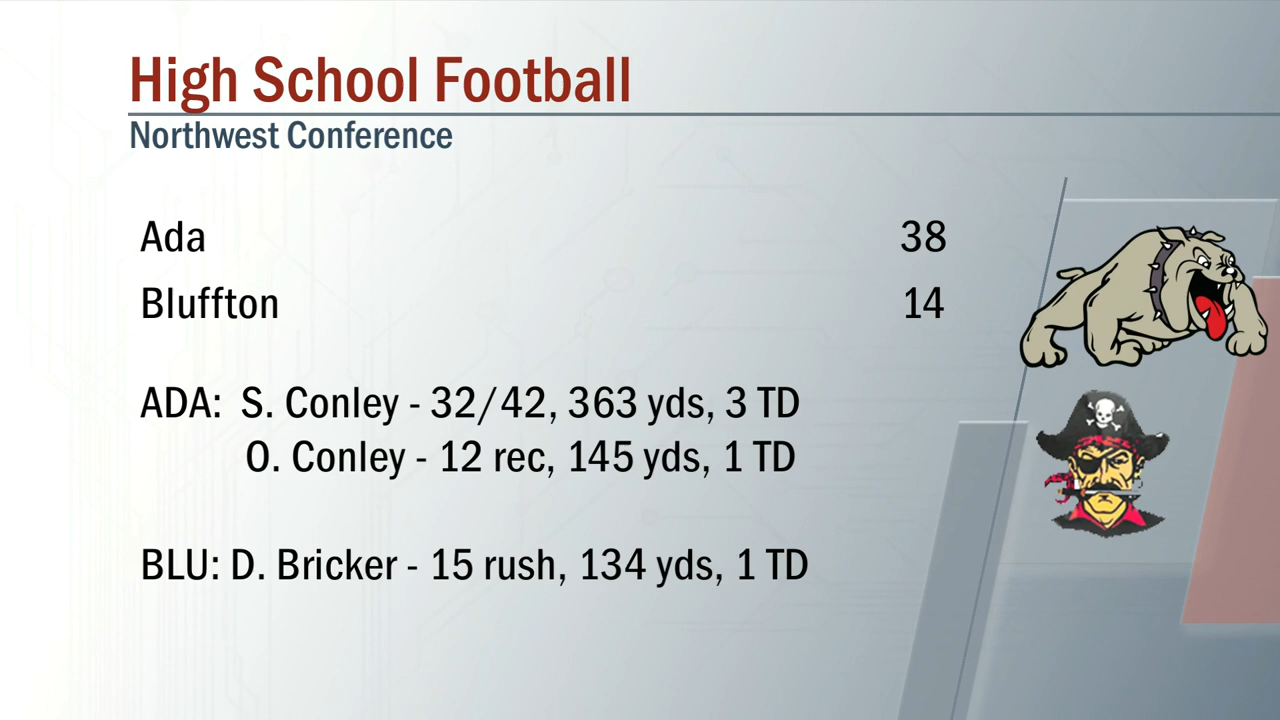 High School Football
Northwest Conference
Ada 38
Bluffton 14
ADA: S. Conley - 32/42, 363 yds, 3 TD
O. Conley - 12 rec, 145 yds, 1 TD
BLU: D. Bricker - 15 rush, 134 yds, 1 TD